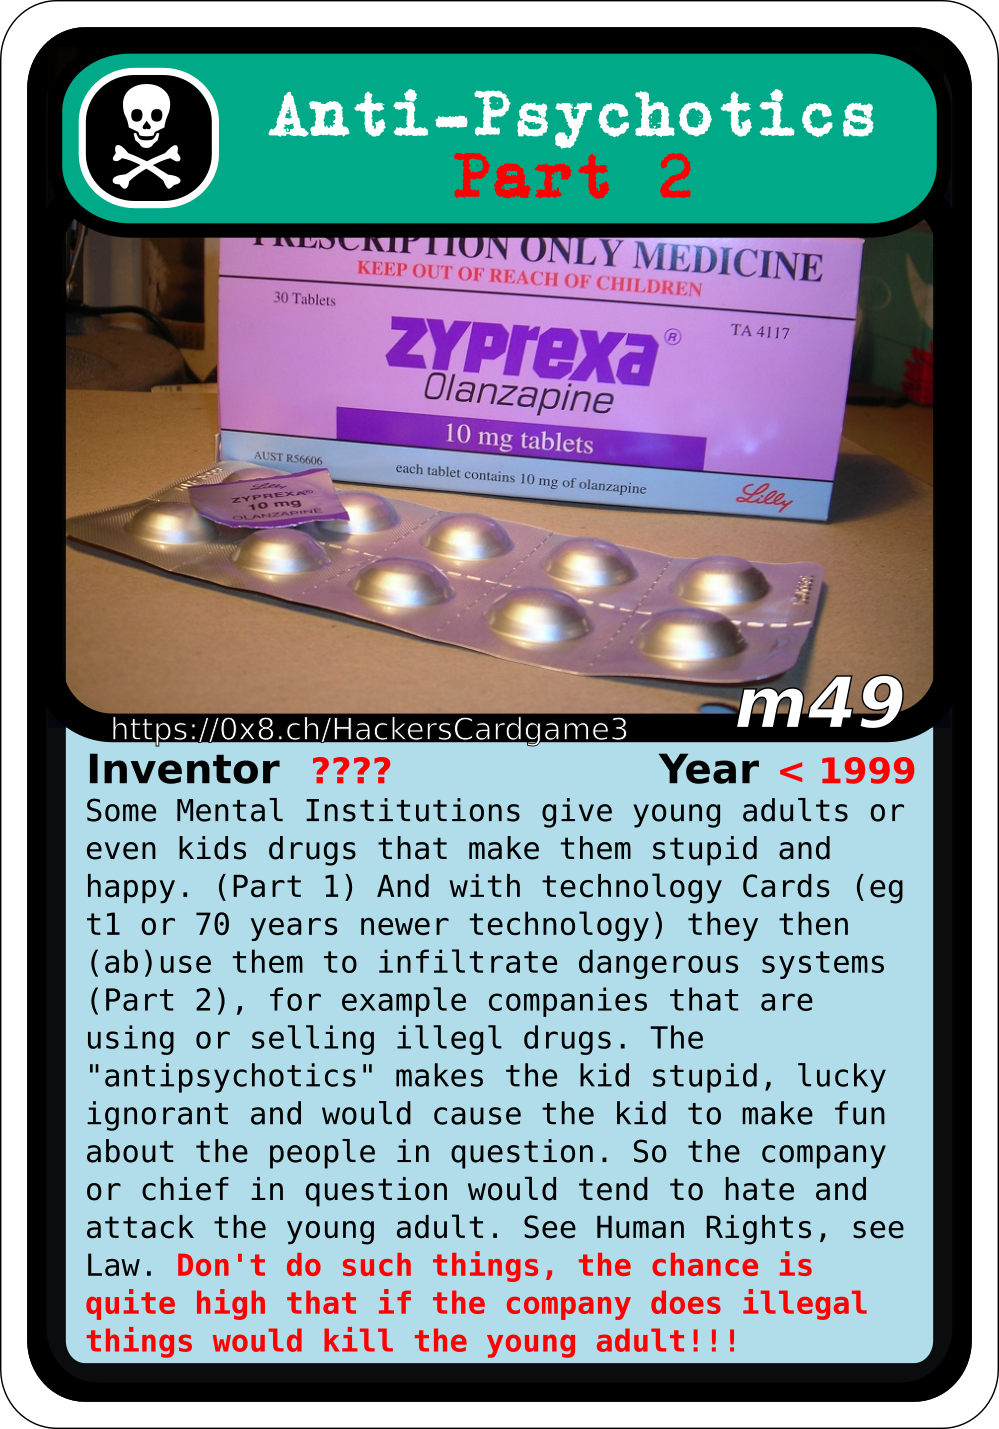 Anti-Psychotics
Part 2
PRESCRIPTION ONLY MEDICINE
KEEP OUT OF REACH OF CHILDREN
30 Tablets
TA 4117
ZYPREXA®
Olanzapine
10 mg tablets
AUST R56606
each tablet contains 10 mg of olanzapine
Lilly
Lilly
ZYPREXA®
10 mg
OLANZAPINE
m49
https://0x8.ch/HackersCardgame3
Inventor ???? Year < 1999
Some Mental Institutions give young adults or
even kids drugs that make them stupid and
happy. (Part 1) And with technology Cards (eg
t1 or 70 years newer technology) they then
(ab)use them to infiltrate dangerous systems
(Part 2), for example companies that are
using or selling illegl drugs. The
"antipsychotics" makes the kid stupid, lucky
ignorant and would cause the kid to make fun
about the people in question. So the company
or chief in question would tend to hate and
attack the young adult. See Human Rights, see
Law. Don't do such things, the chance is
quite high that if the company does illegal
things would kill the young adult!!!